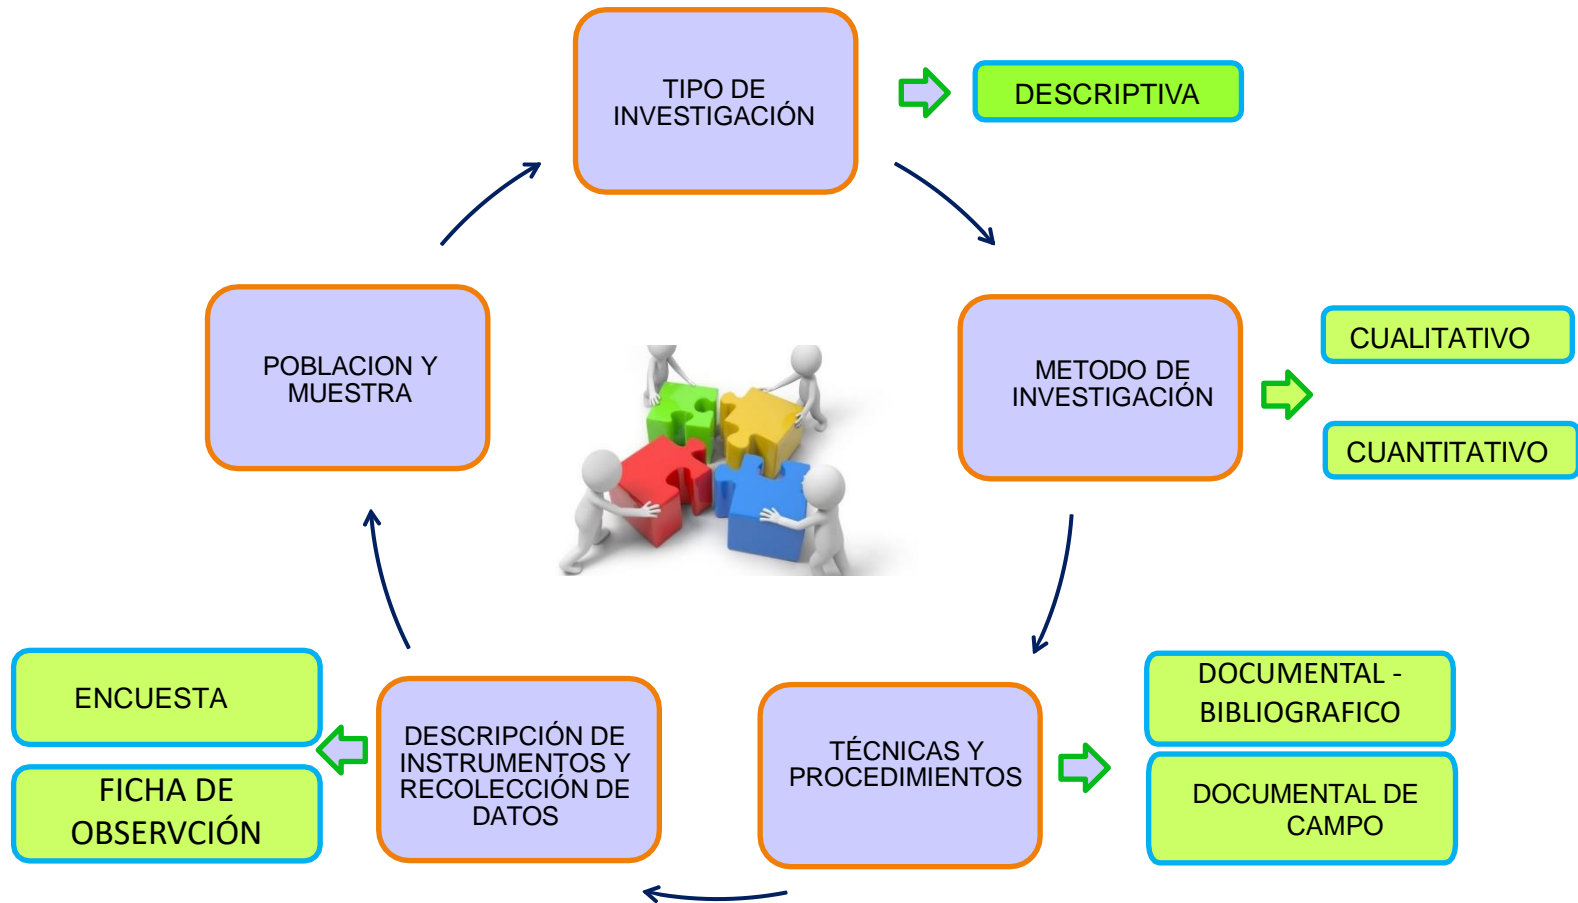 TIPO DE
INVESTIGACIÓN
DESCRIPTIVA
METODO DE
INVESTIGACIÓN
CUALITATIVO
CUANTITATIVO
TÉCNICAS Y
PROCEDIMIENTOS
DOCUMENTAL -
BIBLIOGRAFICO
DOCUMENTAL DE
CAMPO
DESCRIPCIÓN DE
INSTRUMENTOS Y
RECOLECCIÓN DE
DATOS
ENCUESTA
FICHA DE
OBSERVCIÓN
POBLACION Y
MUESTRA